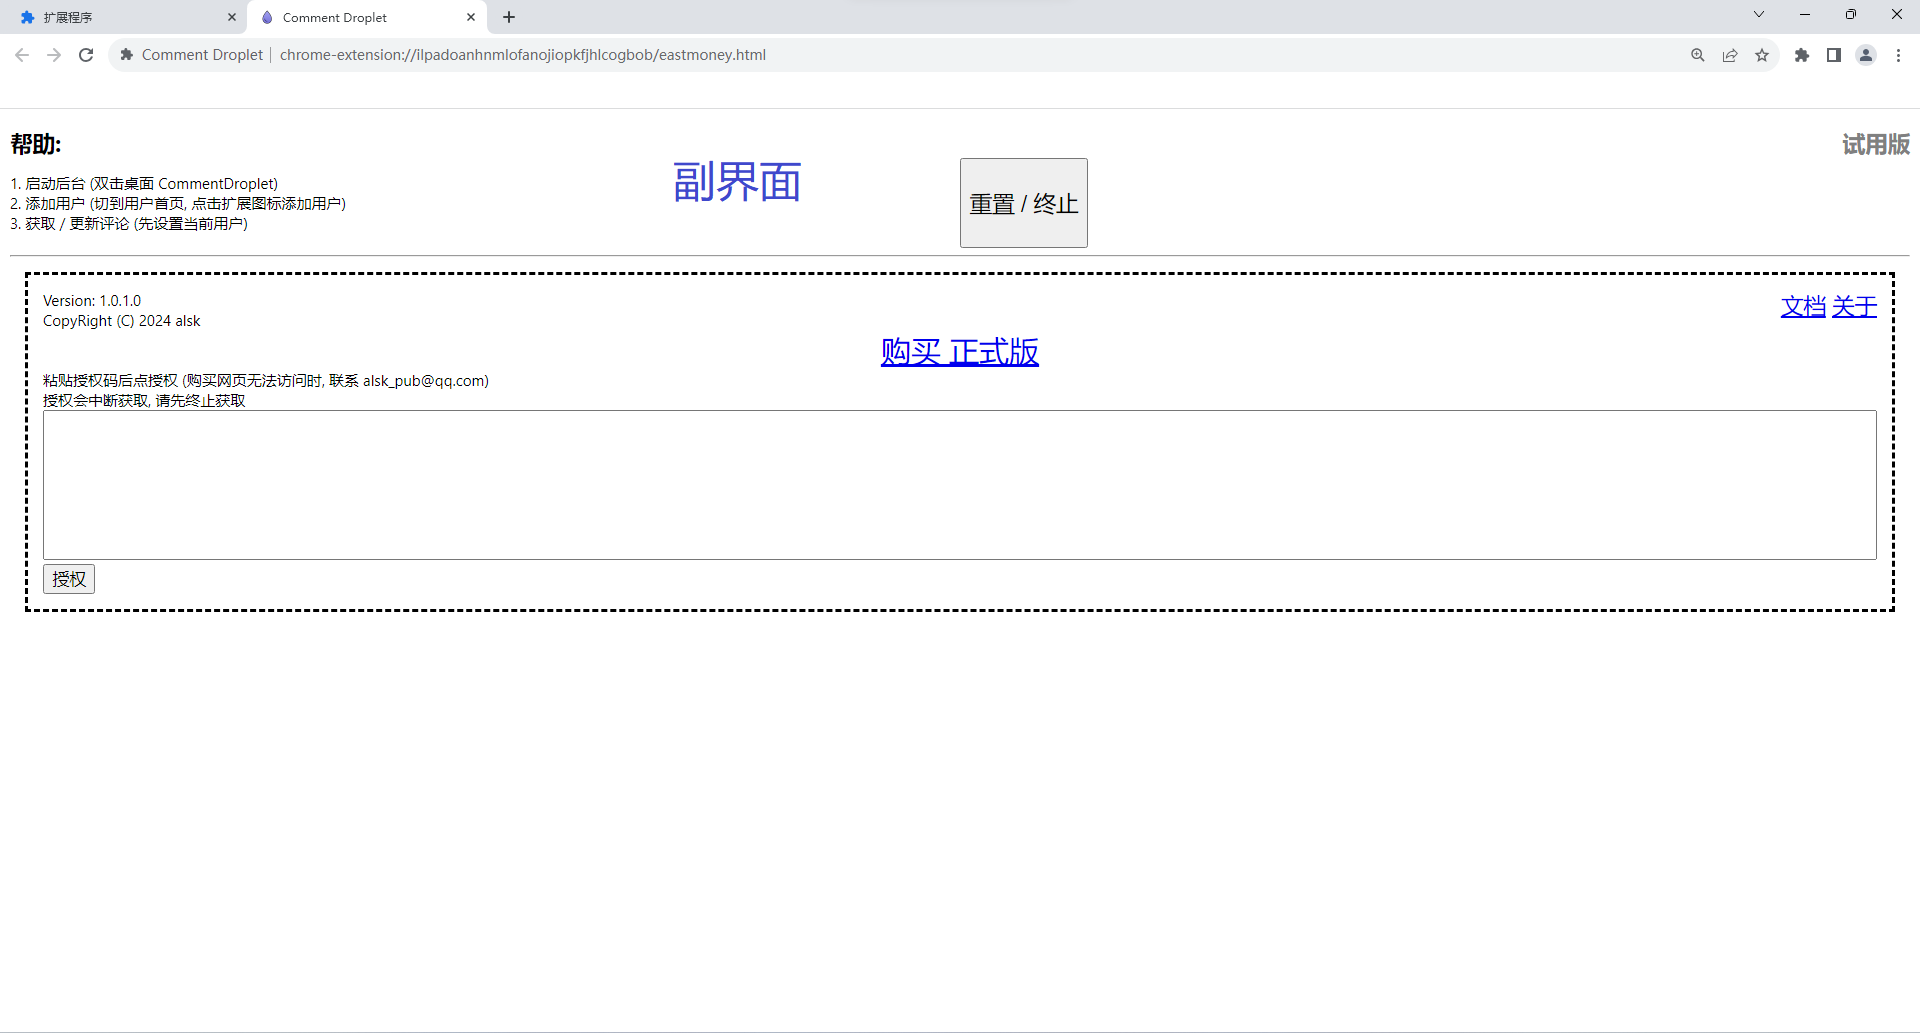 扩展程序
Comment Droplet
Comment Droplet | chrome-extension://ilpadoanhnmlofanojiopkfjhlcogbob/eastmoney.html
帮助:
试用版
1. 启动后台 (双击桌面 CommentDroplet)
2. 添加用户 (切到用户首页, 点击扩展图标添加用户)
3. 获取 / 更新评论 (先设置当前用户)
副界面
重置 / 终止
Version: 1.0.1.0
CopyRight (C) 2024 alsk
文档 关于
购买 正式版
粘贴授权码后点授权 (购买网页无法访问时, 联系 alsk_pub@qq.com)
授权会中断获取, 请先终止获取
授权